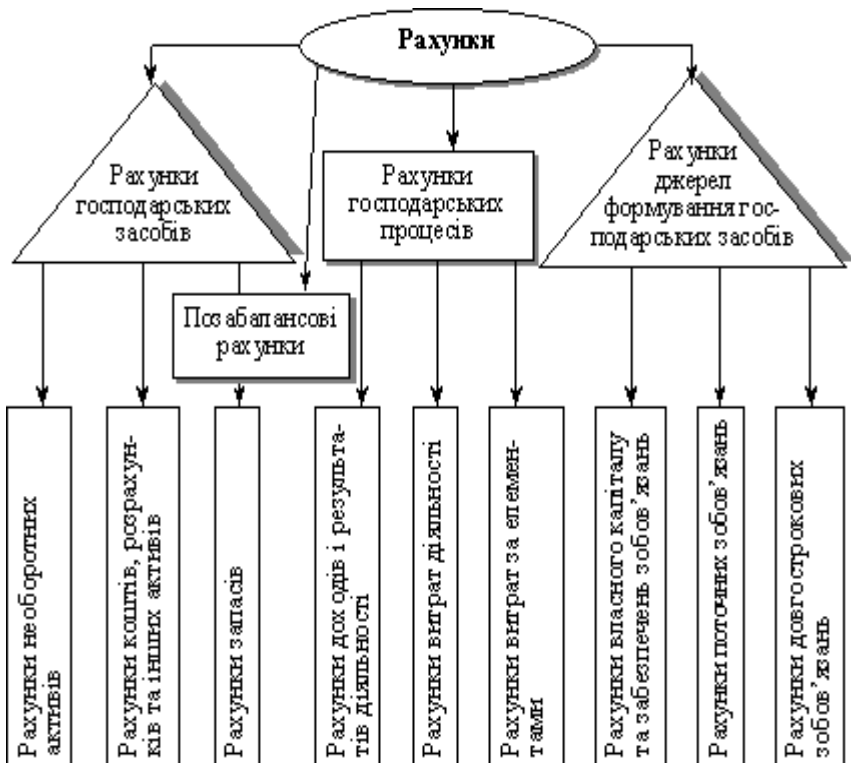 Рахунки
Рахунки
господарських
засобів
Рахунки
господарських
процесів
Рахунки
джерел
формування гос-
подарських засобів
Позабалансові
рахунки
Рахунки необоротних
активів
Рахунки коштів, розрахун-
ків та інших активів
Рахунки запасів
Рахунки доходів і результа-
тів діяльності
Рахунки витрат діяльності
Рахунки витрат за елемен-
тами
Рахунки власного капіталу
та забезпечень зобов’язань
Рахунки поточних зобов’язань
Рахунки довгострокових
зобов’язань